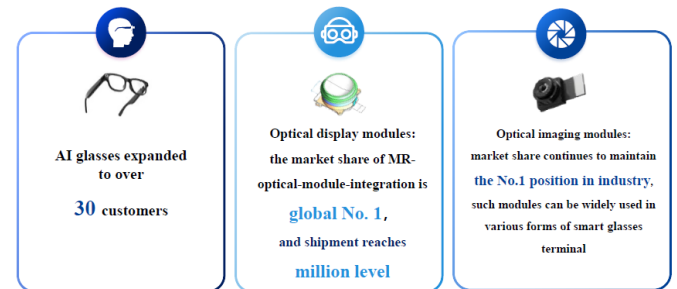 AI glasses expanded
to over
30 customers
Optical display modules:
the market share of MR-
optical-module-integration is
global No. 1,
and shipment reaches
million level
Optical imaging modules:
market share continues to maintain
the No.1 position in industry,
such modules can be widely used in
various forms of smart glasses
terminal